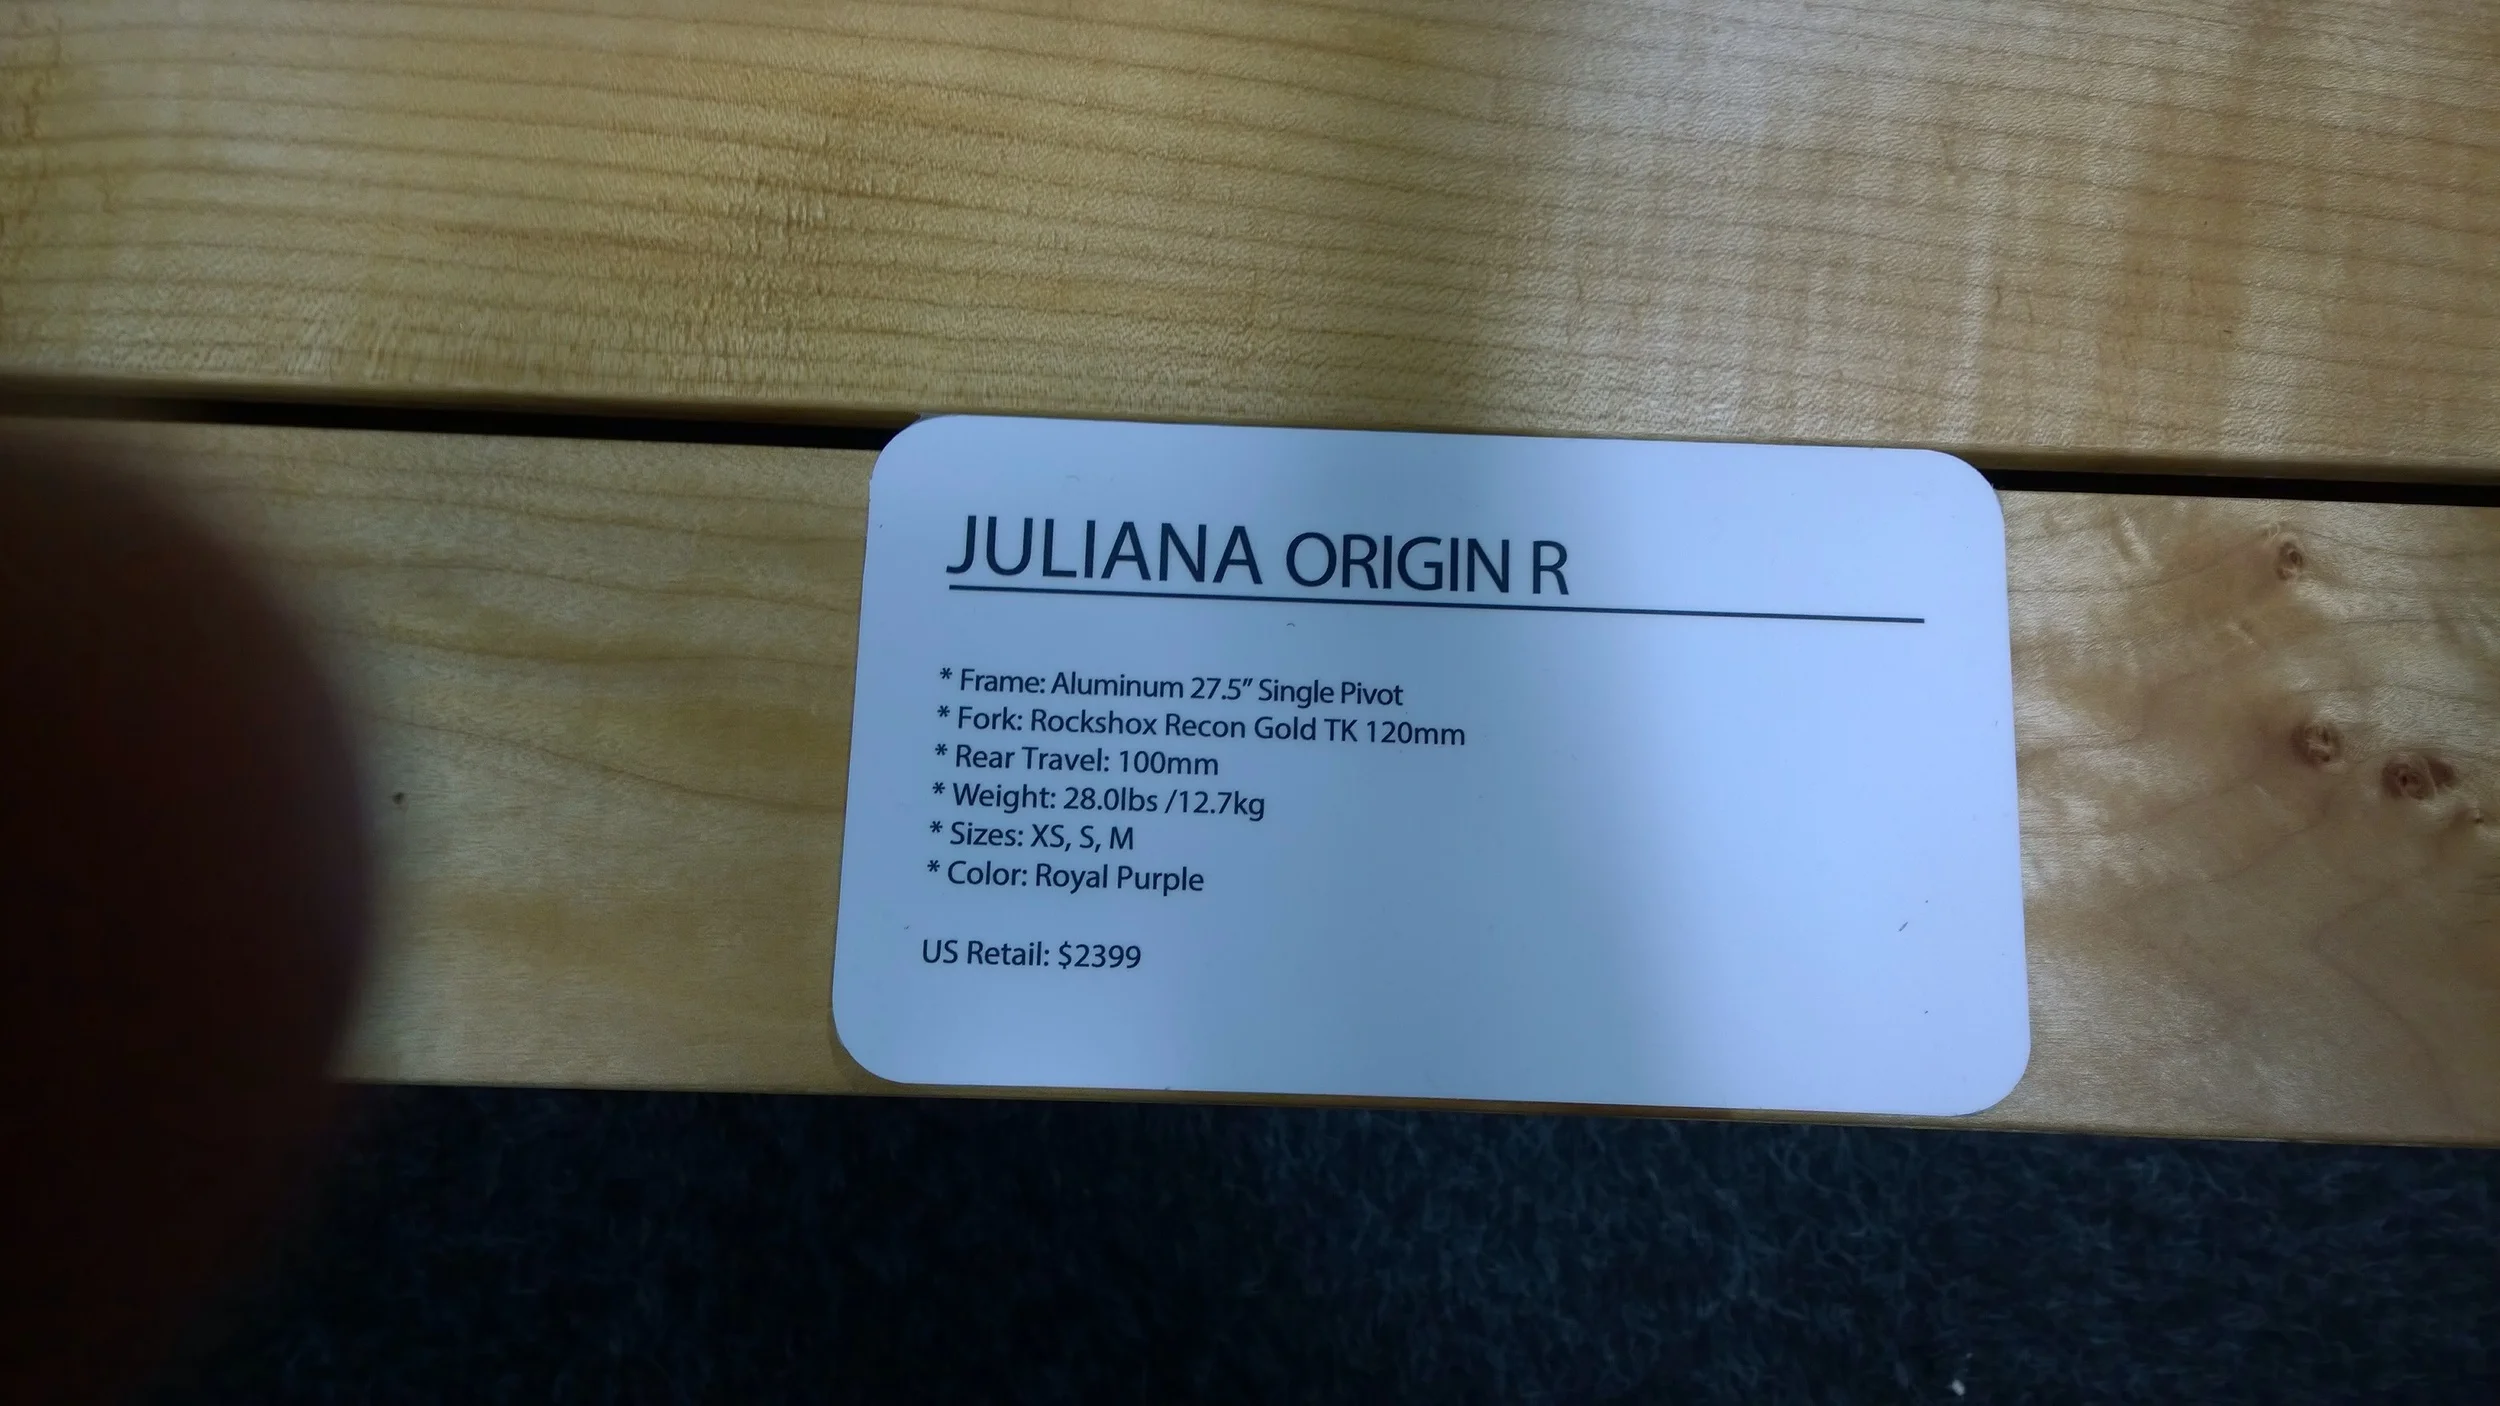 JULIANA ORIGIN R
* Frame: Aluminum 27.5” Single Pivot
* Fork: Rockshox Recon Gold TK 120mm
* Rear Travel: 100mm
* Weight: 28.0lbs /12.7kg
* Sizes: XS, S, M
* Color: Royal Purple
US Retail: $2399